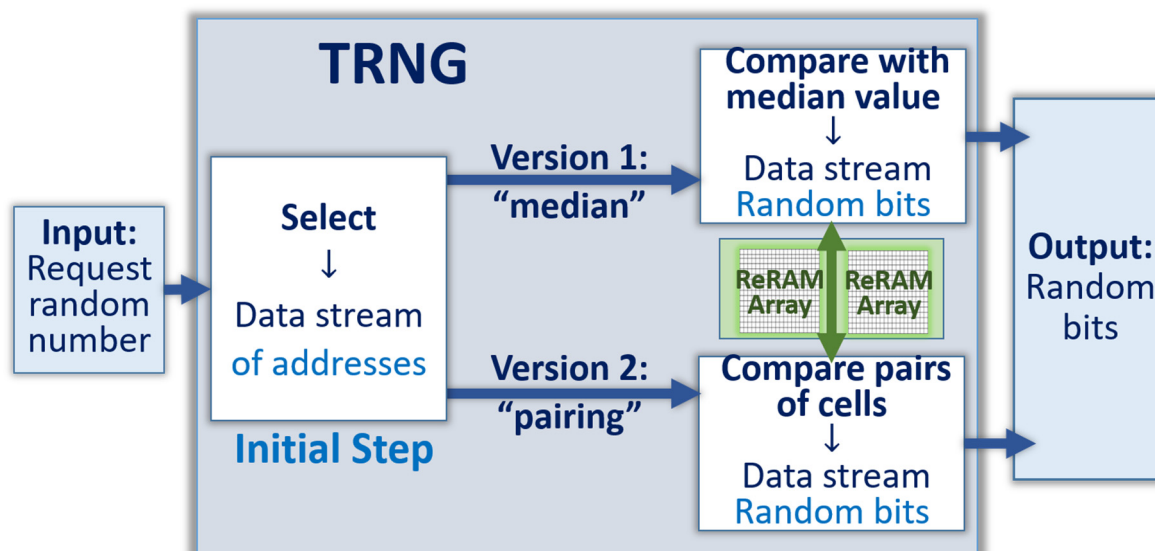 TRNG
Input:
Request
random
number
Select
↓
Data stream
of addresses
Initial Step
Version 1:
“median”
Version 2:
“pairing”
Compare with
median value
↓
Data stream
Random bits
ReRAM
Array
ReRAM
Array
Compare pairs
of cells
↓
Data stream
Random bits
Output:
Random
bits